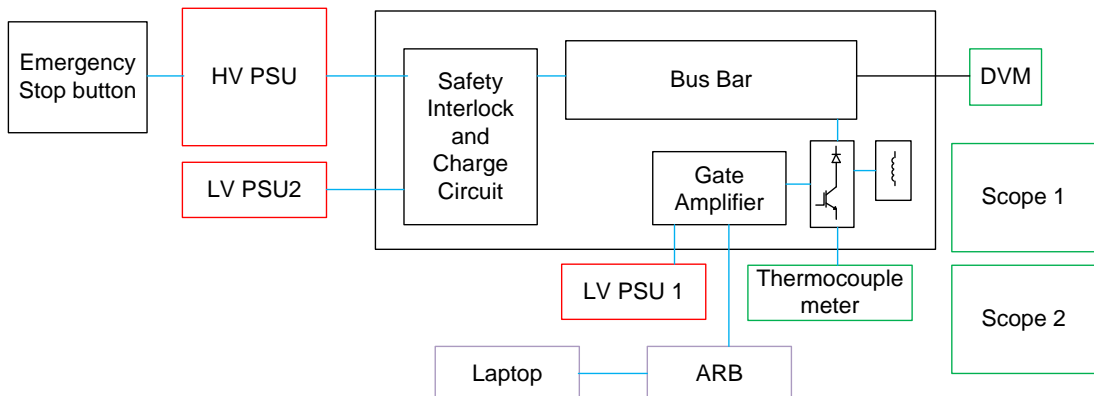 Emergency
Stop button
HV PSU
LV PSU2
Safety
Interlock
and
Charge
Circuit
Bus Bar
DVM
Gate
Amplifier
Scope 1
LV PSU 1
Thermocouple
meter
Scope 2
Laptop
ARB